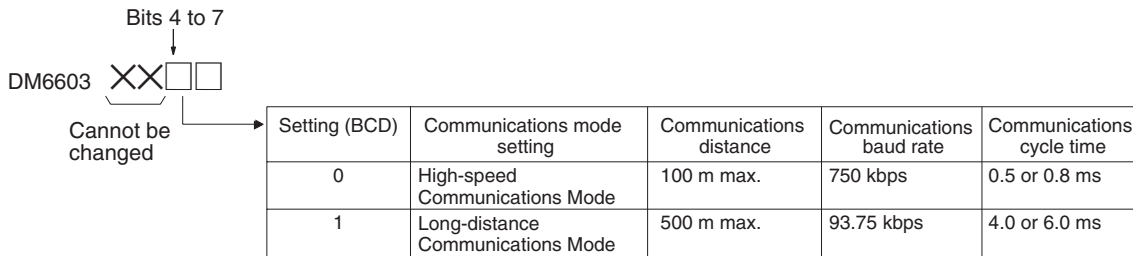 Bits 4 to 7
DM6603
Cannot be
changed
Setting (BCD) Communications mode setting Communications distance Communications baud rate Communications cycle time
0 High-speed Communications Mode 100 m max. 750 kbps 0.5 or 0.8 ms
1 Long-distance Communications Mode 500 m max. 93.75 kbps 4.0 or 6.0 ms